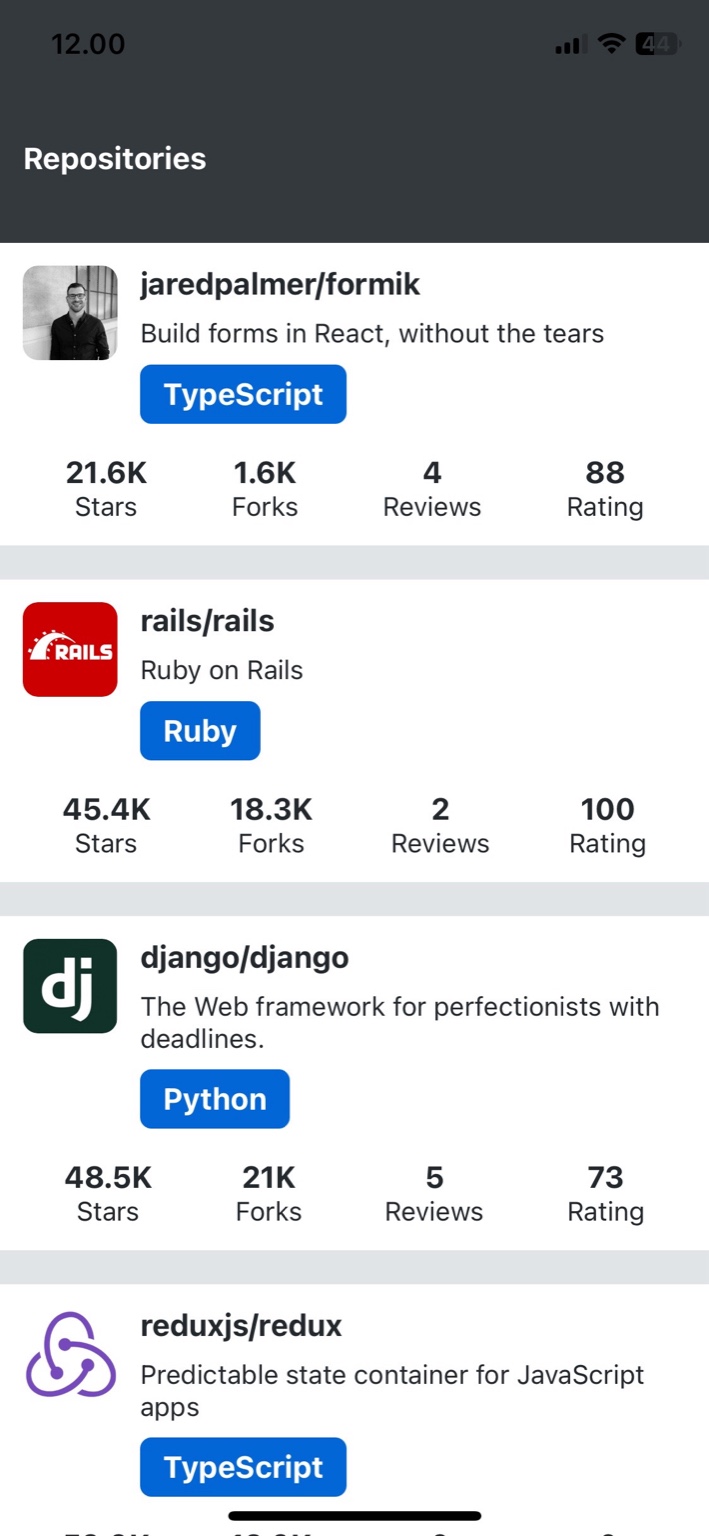 12.00
44
Repositories
jaredpalmer/formik
Build forms in React, without the tears
TypeScript
21.6K 1.6K 4 88
Stars Forks Reviews Rating
RAILS
rails/rails
Ruby on Rails
Ruby
45.4K 18.3K 2 100
Stars Forks Reviews Rating
dj
django/django
The Web framework for perfectionists with
deadlines.
Python
48.5K 21K 5 73
Stars Forks Reviews Rating
reduxjs/redux
Predictable state container for JavaScript
apps
TypeScript